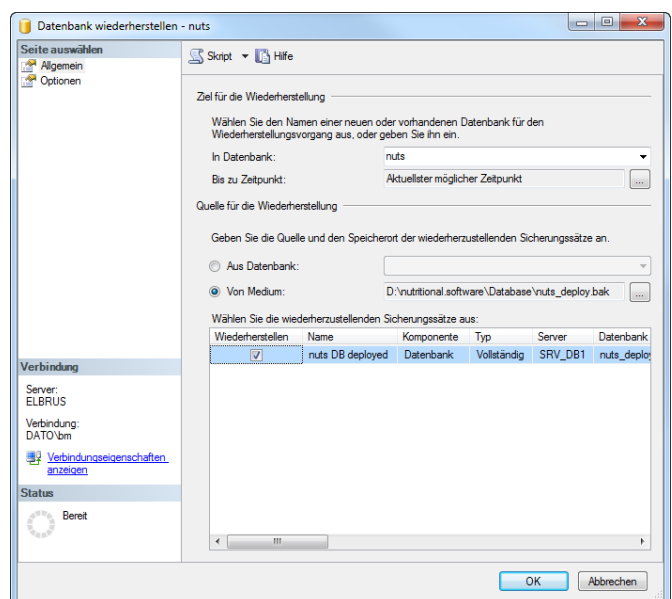 Datenbank wiederherstellen - nuts
Seite auswählen
Allgemein
Optionen
Skript
Hilfe
Ziel für die Wiederherstellung
Wählen Sie den Namen einer neuen oder vorhandenen Datenbank für den
Wiederherstellungsvorgang aus, oder geben Sie ihn ein.
In Datenbank: nuts
Bis zu Zeitpunkt: Aktuellster möglicher Zeitpunkt ...
Quelle für die Wiederherstellung
Geben Sie die Quelle und den Speicherort der wiederherzustellenden Sicherungssätze an.
Aus Datenbank:
Von Medium: D:\nutritional.software\Database\nuts_deploy.bak ...
Wählen Sie die wiederherzustellenden Sicherungssätze aus:
Wiederherstellen Name Komponente Typ Server Datenbank
nuts DB deployed Datenbank Vollständig SRV_DB1 nuts_deploy
Verbindung
Server:
ELBRUS
Verbindung:
DATO\bm
Verbindungseigenschaften
anzeigen
Status
Bereit
OK Abbrechen